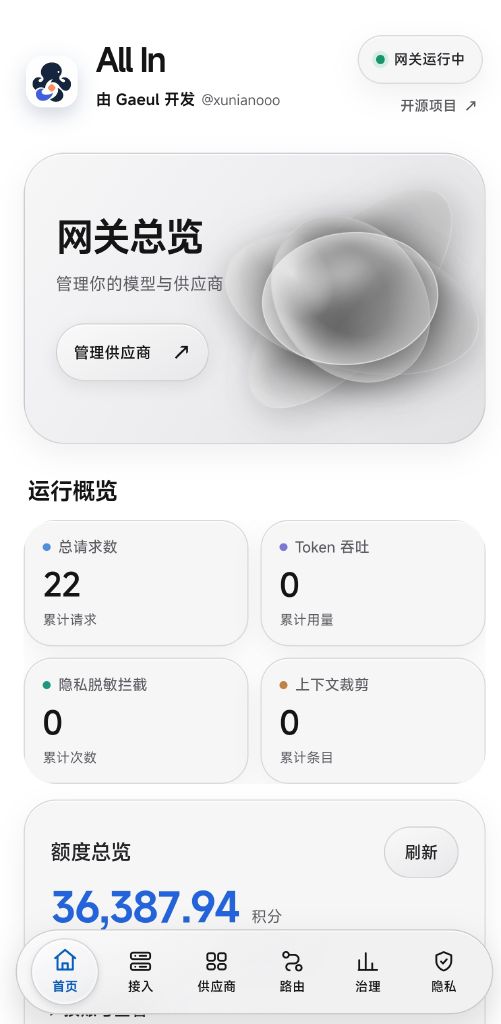 All In
由 Gaeul 开发 @xunianooo
网关运行中
开源项目 ↗
网关总览
管理你的模型与供应商
管理供应商 ↗
运行概览
总请求数
22
累计请求
Token 吞吐
0
累计用量
隐私脱敏拦截
0
累计次数
上下文裁剪
0
累计条目
额度总览
刷新
36,387.94 积分
首页
接入
供应商
路由
治理
隐私